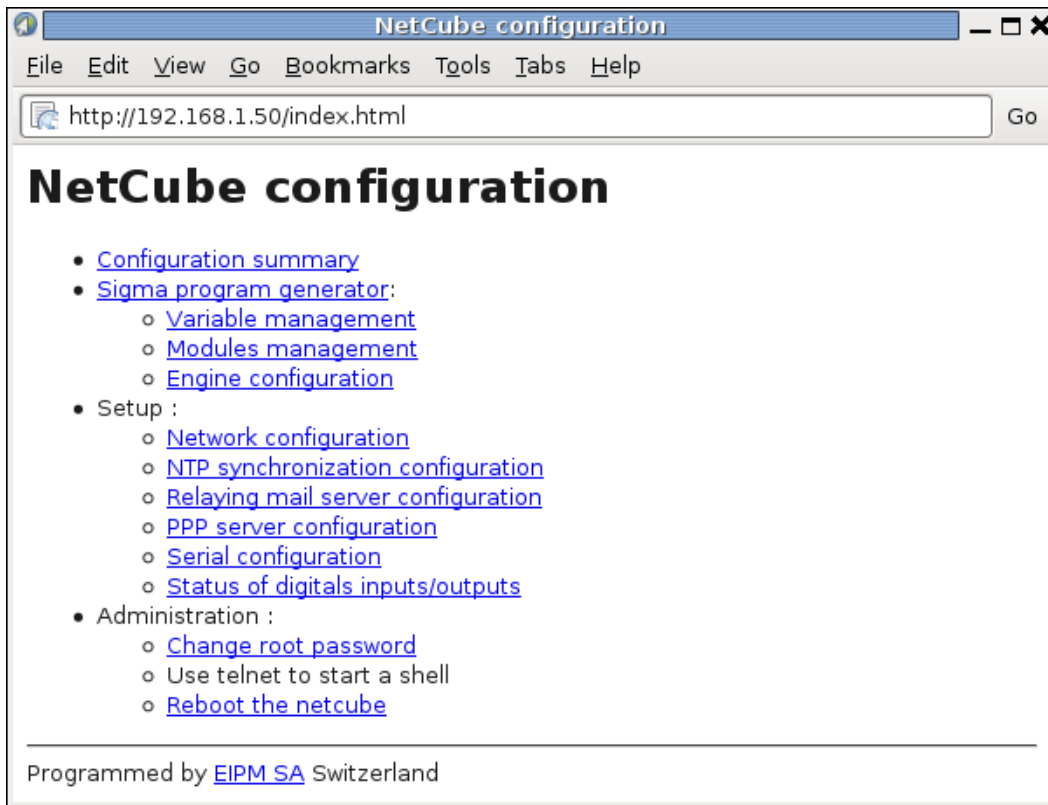 NetCube configuration
File Edit View Go Bookmarks Tools Tabs Help
http://192.168.1.50/index.html Go
NetCube configuration
Configuration summary
Sigma program generator:
Variable management
Modules management
Engine configuration
Setup :
Network configuration
NTP synchronization configuration
Relaying mail server configuration
PPP server configuration
Serial configuration
Status of digitals inputs/outputs
Administration :
Change root password
Use telnet to start a shell
Reboot the netcube
Programmed by EIPM SA Switzerland